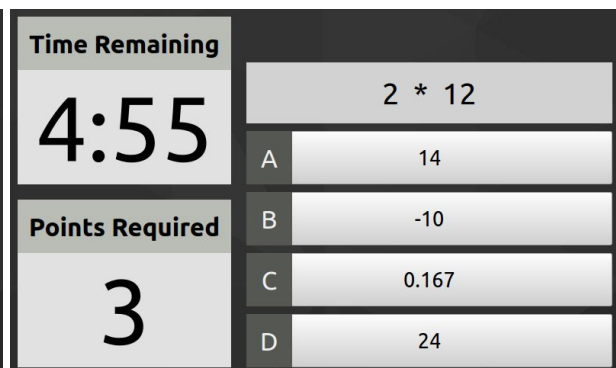 Time Remaining
4:55
Points Required
3
2 * 12
A 14
B -10
C 0.167
D 24